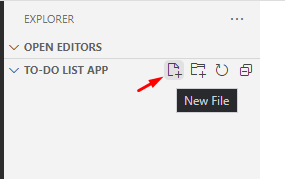 EXPLORER
OPEN EDITORS
TO-DO LIST APP
New File